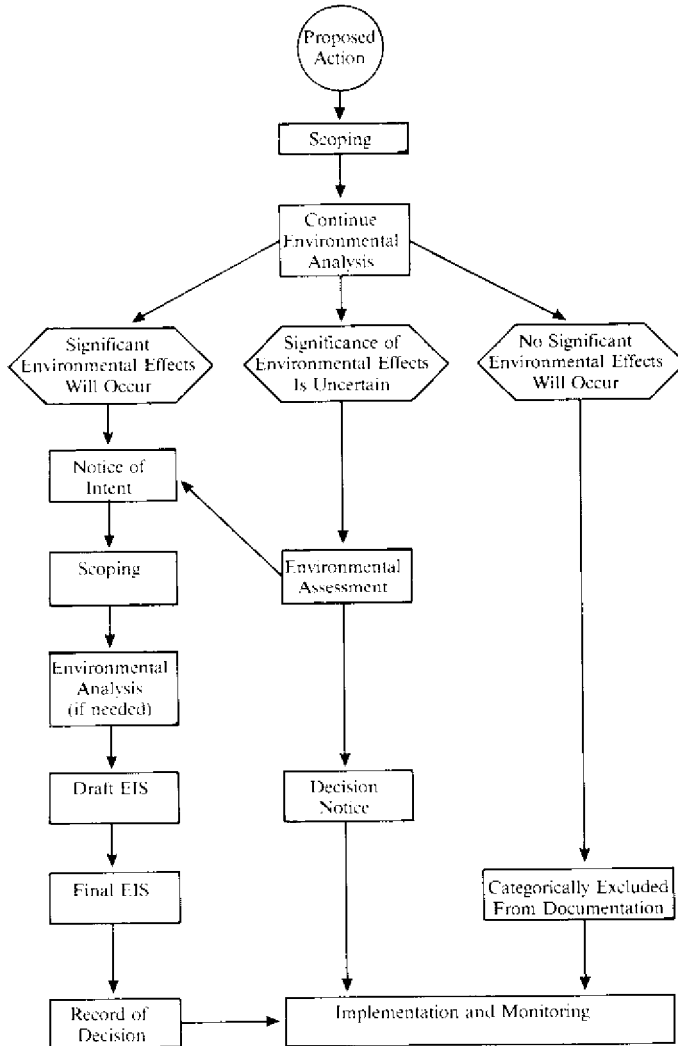 Proposed
Action
Scoping
Continue
Environmental
Analysis
Significant
Environmental Effects
Will Occur
Significance of
Environmental Effects
Is Uncertain
No Significant
Environmental Effects
Will Occur
Notice of
Intent
Scoping
Environmental
Assessment
Environmental
Analysis
(if needed)
Draft EIS
Decision
Notice
Final EIS
Categorically Excluded
From Documentation
Record of
Decision
Implementation and Monitoring